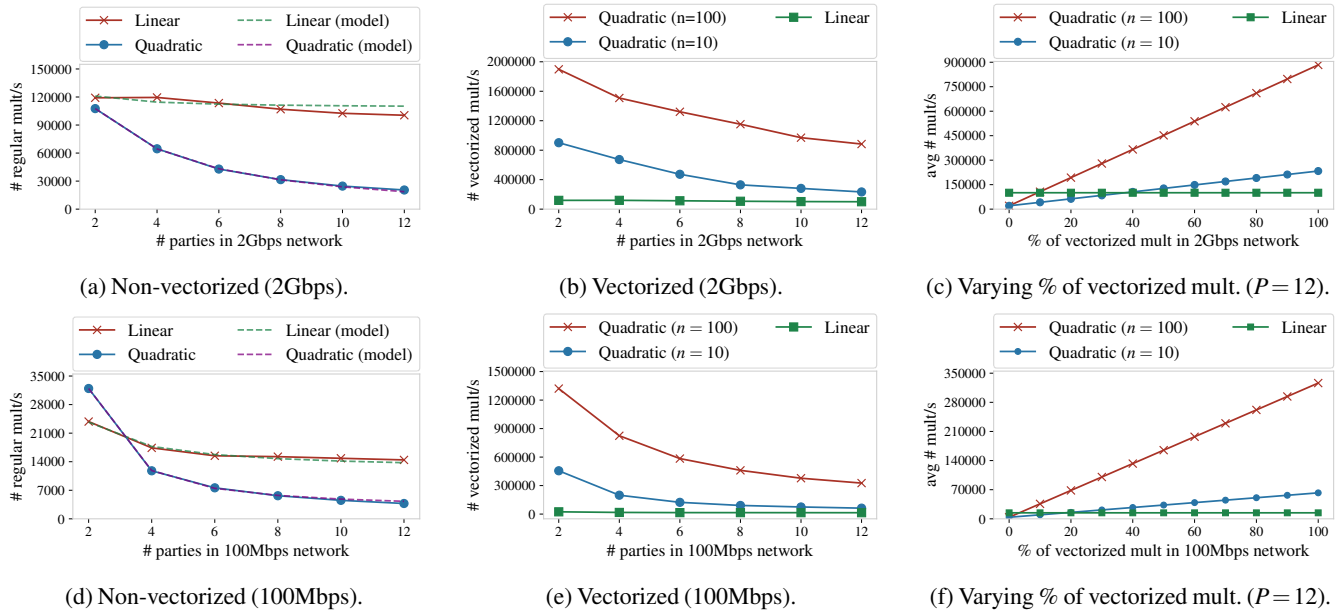 Linear
Linear (model)
Quadratic
Quadratic (model)
150000
120000
90000
60000
30000
0
# regular mult/s
2 4 6 8 10 12
# parties in 2Gbps network
(a) Non-vectorized (2Gbps).
Quadratic (n=100)
Linear
Quadratic (n=10)
2000000
1600000
1200000
800000
400000
0
# vectorized mult/s
2 4 6 8 10 12
# parties in 2Gbps network
(b) Vectorized (2Gbps).
Quadratic (n = 100)
Linear
Quadratic (n = 10)
900000
750000
600000
450000
300000
150000
0
avg # mult/s
0 20 40 60 80 100
% of vectorized mult in 2Gbps network
(c) Varying % of vectorized mult. (P = 12).
Linear
Linear (model)
Quadratic
Quadratic (model)
35000
28000
21000
14000
7000
0
# regular mult/s
2 4 6 8 10 12
# parties in 100Mbps network
(d) Non-vectorized (100Mbps).
Quadratic (n = 100)
Linear
Quadratic (n = 10)
1500000
1200000
900000
600000
300000
0
# vectorized mult/s
2 4 6 8 10 12
# parties in 100Mbps network
(e) Vectorized (100Mbps).
Quadratic (n = 100)
Linear
Quadratic (n = 10)
350000
280000
210000
140000
70000
0
avg # mult/s
0 20 40 60 80 100
% of vectorized mult in 100Mbps network
(f) Varying % of vectorized mult. (P = 12).